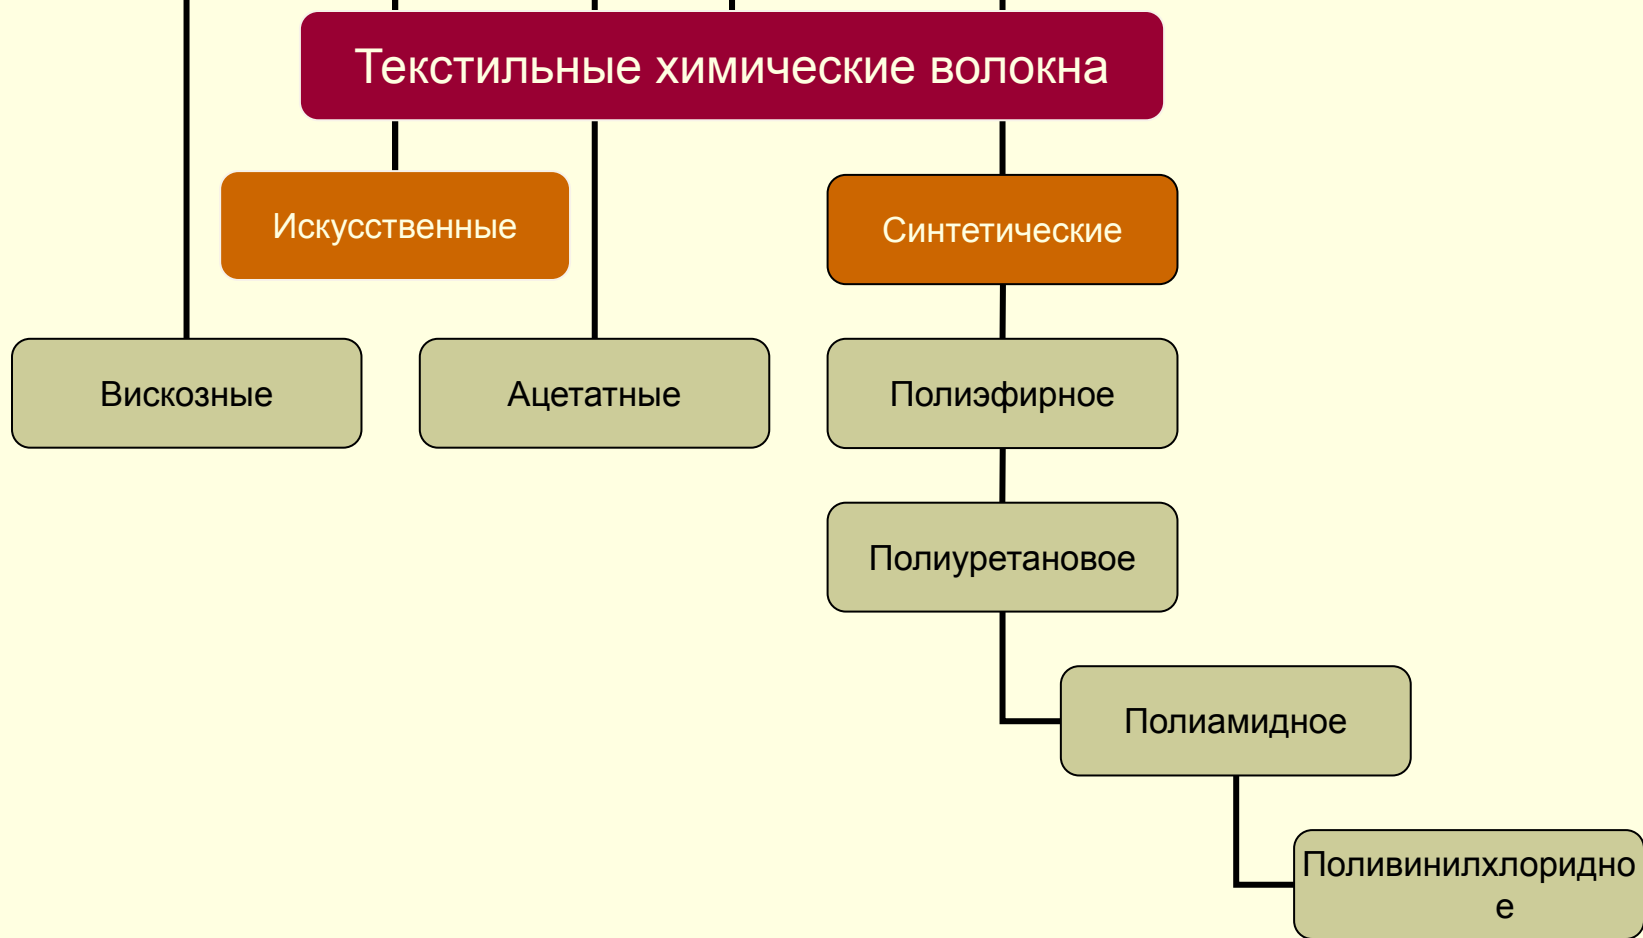 Текстильные химические волокна
Искусственные
Синтетические
Вискозные
Ацетатные
Полиэфирное
Полиуретановое
Полиамидное
Поливинилхлоридно
е